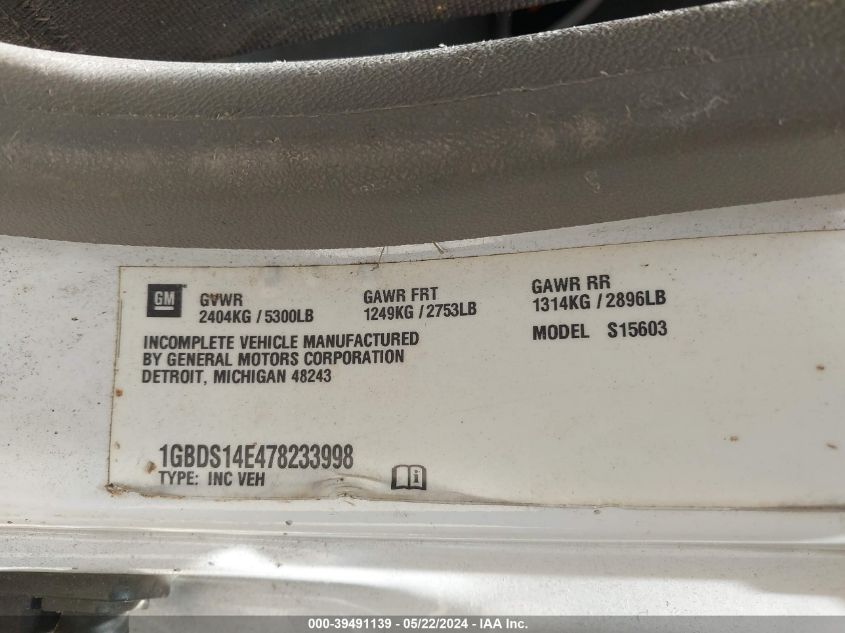 GM
GVWR GAWR FRT GAWR RR
2404KG / 5300LB 1249KG / 2753LB 1314KG / 2896LB
INCOMPLETE VEHICLE MANUFACTURED MODEL S15603
BY GENERAL MOTORS CORPORATION
DETROIT, MICHIGAN 48243
1GBDS14E478233998
TYPE: INC VEH
i
000-39491139 - 05/22/2024 - IAA Inc.